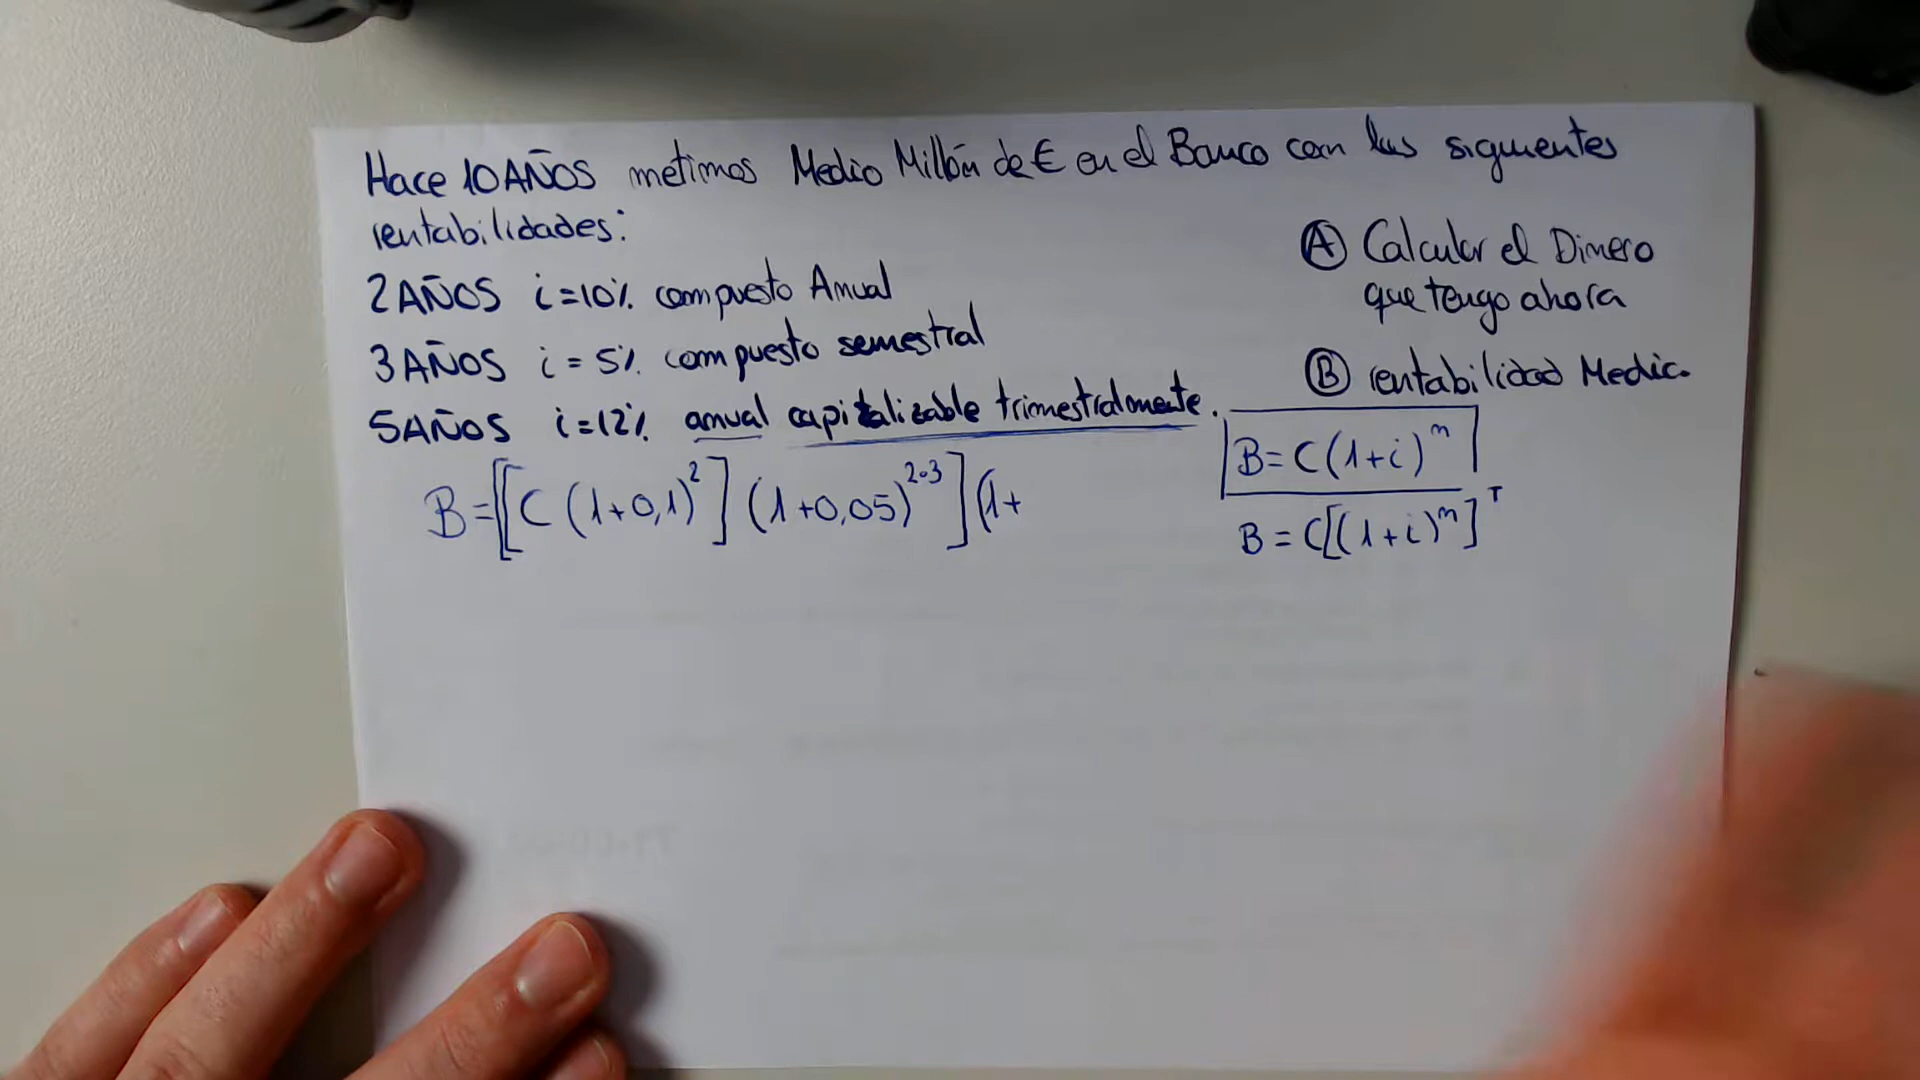 Hace 10 AÑOS metimos Medio Millón de € en el Banco con las siguientes
rentabilidades:
2 AÑOS i=10% compuesto Anual
3 AÑOS i = 5% compuesto semestral
5 AÑOS i=12% anual capitalizable trimestralmente.
B=[[C (1+0,1)^2] (1+0,05)^2·3] (1+
Ⓐ Calcular el Dinero
que tengo ahora
Ⓑ rentabilidad Media.
B= C(1+i)^n
B = C[(1+i)^n]^T